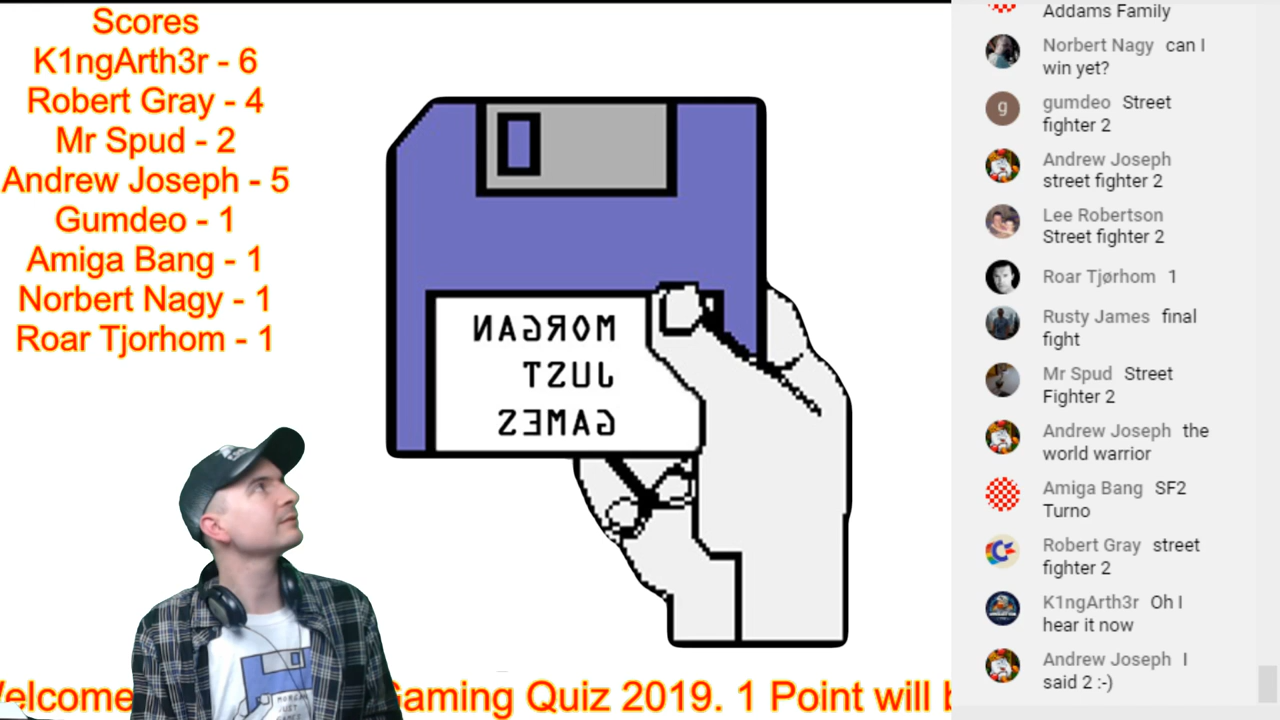 Scores
K1ngArth3r - 6
Robert Gray - 4
Mr Spud - 2
Andrew Joseph - 5
Gumdeo - 1
Amiga Bang - 1
Norbert Nagy - 1
Roar Tjorhom - 1
MORGAN
JUST
GAMES
MORGAN
JUST
GAMES
elcome
Gaming Quiz 2019. 1 Point will b
Addams Family
Norbert Nagy can I
win yet?
g
gumdeo Street
fighter 2
Andrew Joseph
street fighter 2
Lee Robertson
Street fighter 2
Roar Tjørhom 1
Rusty James final
fight
Mr Spud Street
Fighter 2
Andrew Joseph the
world warrior
Amiga Bang SF2
Turno
Robert Gray street
fighter 2
K1ngArth3r Oh I
hear it now
Andrew Joseph I
said 2 :-)